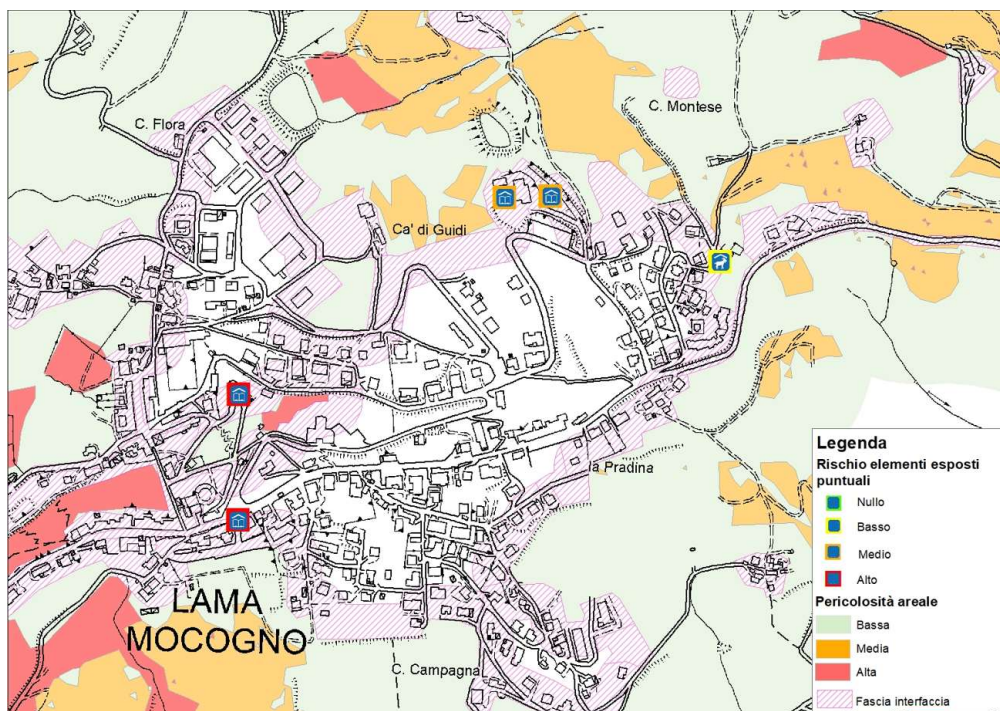 C. Flora
C. Montese
Ca' di Guidi
la Pradina
LAMA
MOCOGNO
C. Campagna
Legenda
Rischio elementi esposti
puntuali
Nullo
Basso
Medio
Alto
Pericolosità areale
Bassa
Media
Alta
Fascia interfaccia